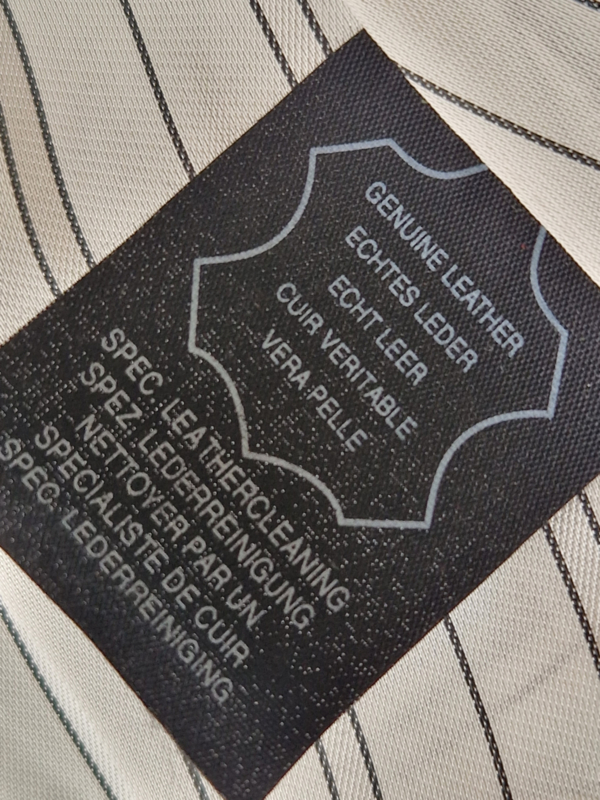 GENUINE LEATHER
ECHTES LEDER
ECHT LEER
CUIR VERITABLE
VERA PELLE
SPEC. LEATHERCLEANING
SPEZ. LEDERREINIGUNG
NETTOYER PAR UN
SPECIALISTE DE CUIR
SPEC. LEDERREINIGING